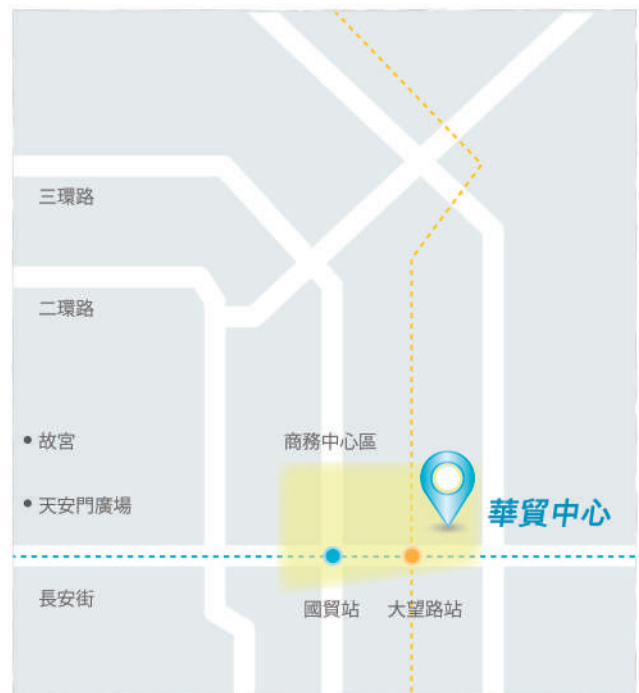 三環路
二環路
• 故宮
商務中心區
• 天安門廣場
華貿中心
長安街
國貿站
大望路站